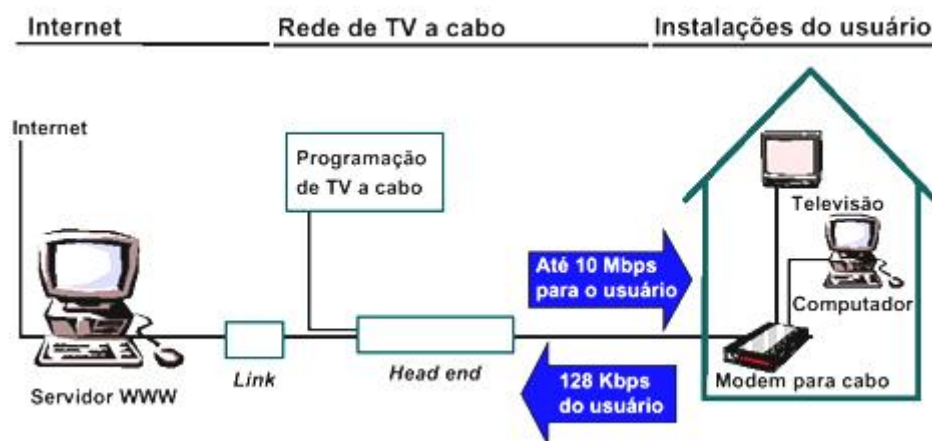 Internet
Rede de TV a cabo
Instalações do usuário
Internet
Programação
de TV a cabo
Televisão
Computador
Até 10 Mbps
para o usuário
Link
Head end
128 Kbps
do usuário
Modem para cabo
Servidor WWW